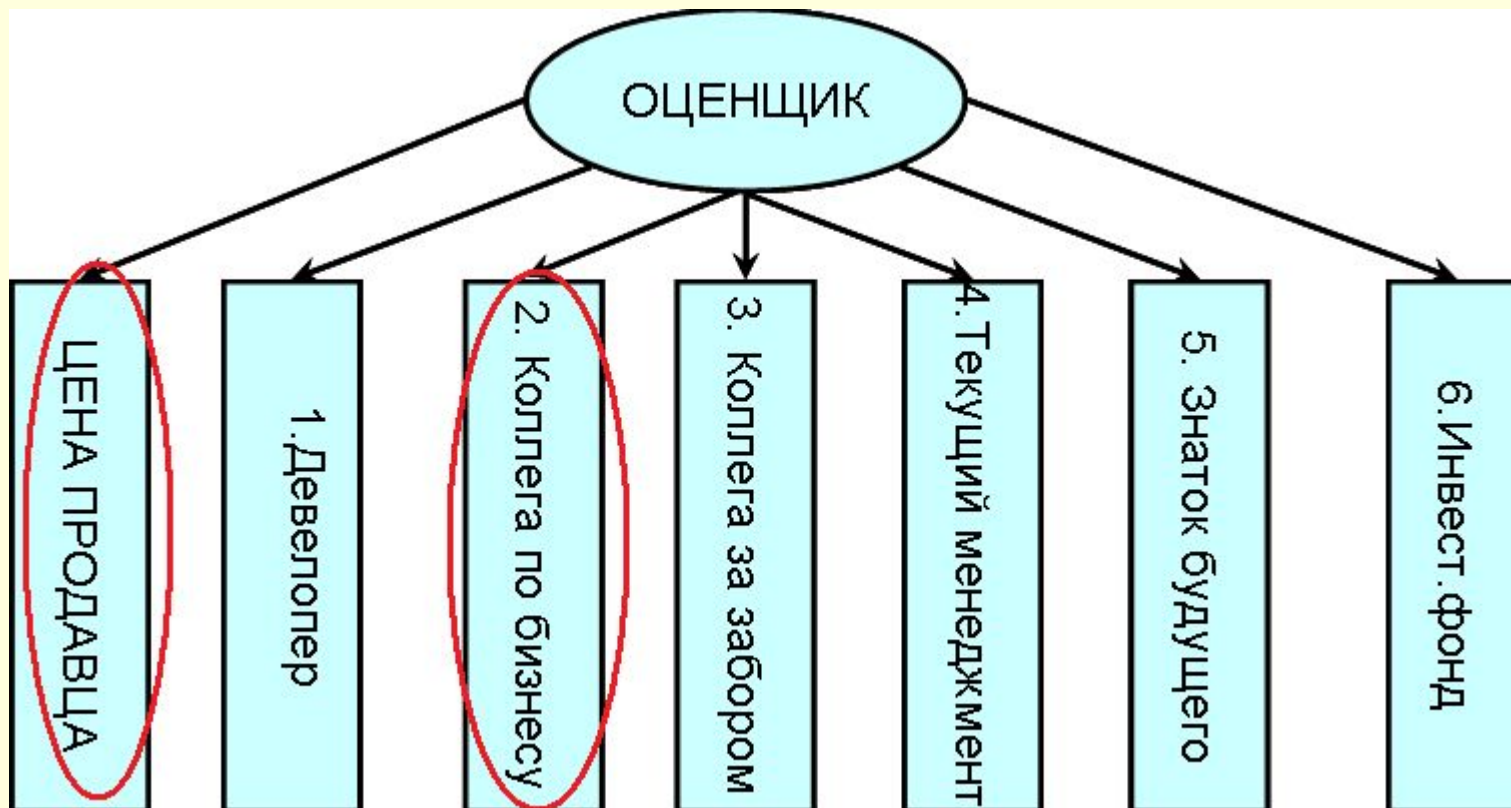 ОЦЕНЩИК
ЦЕНА ПРОДАВЦА
1.Девелопер
2. Коллега по бизнесу
3. Коллега за забором
4.Текущий менеджмент
5. Знаток будущего
6.Инвест.фонд